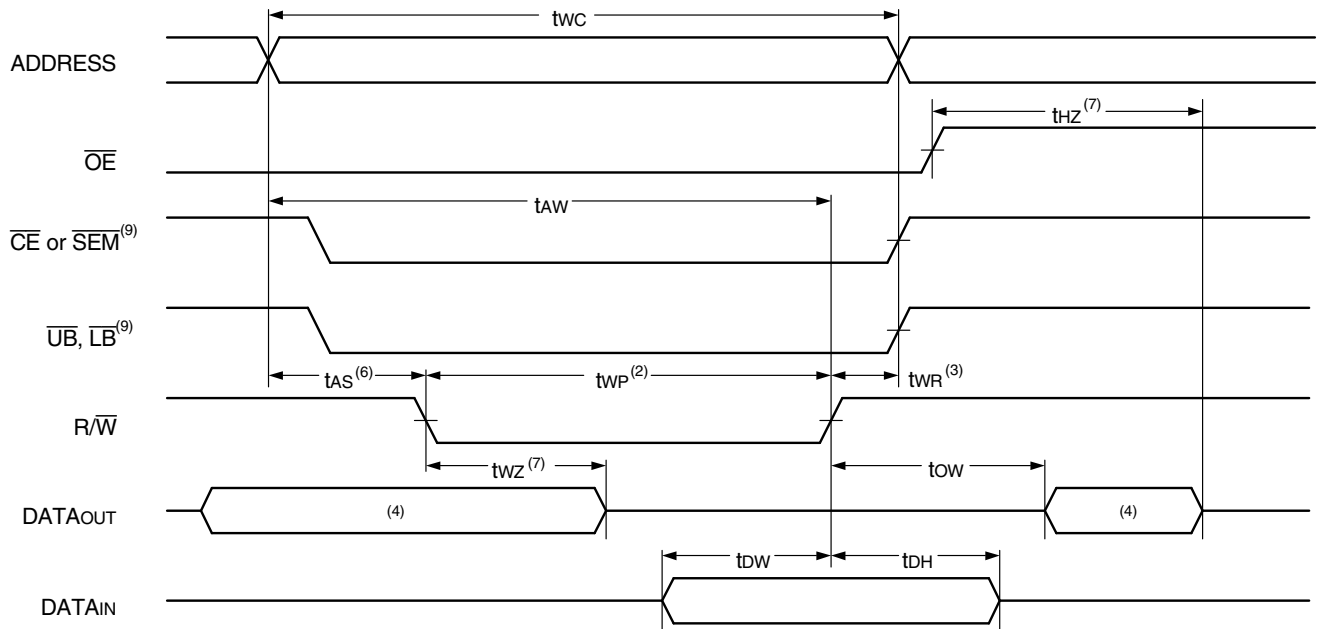 tWC
ADDRESS
tHZ(7)
OE
tAW
CE or SEM(9)
UB, LB(9)
tAS(6) tWP(2) tWR(3)
R/W
tWZ(7) tOW
DATAOUT (4) (4)
tDW tDH
DATAIN